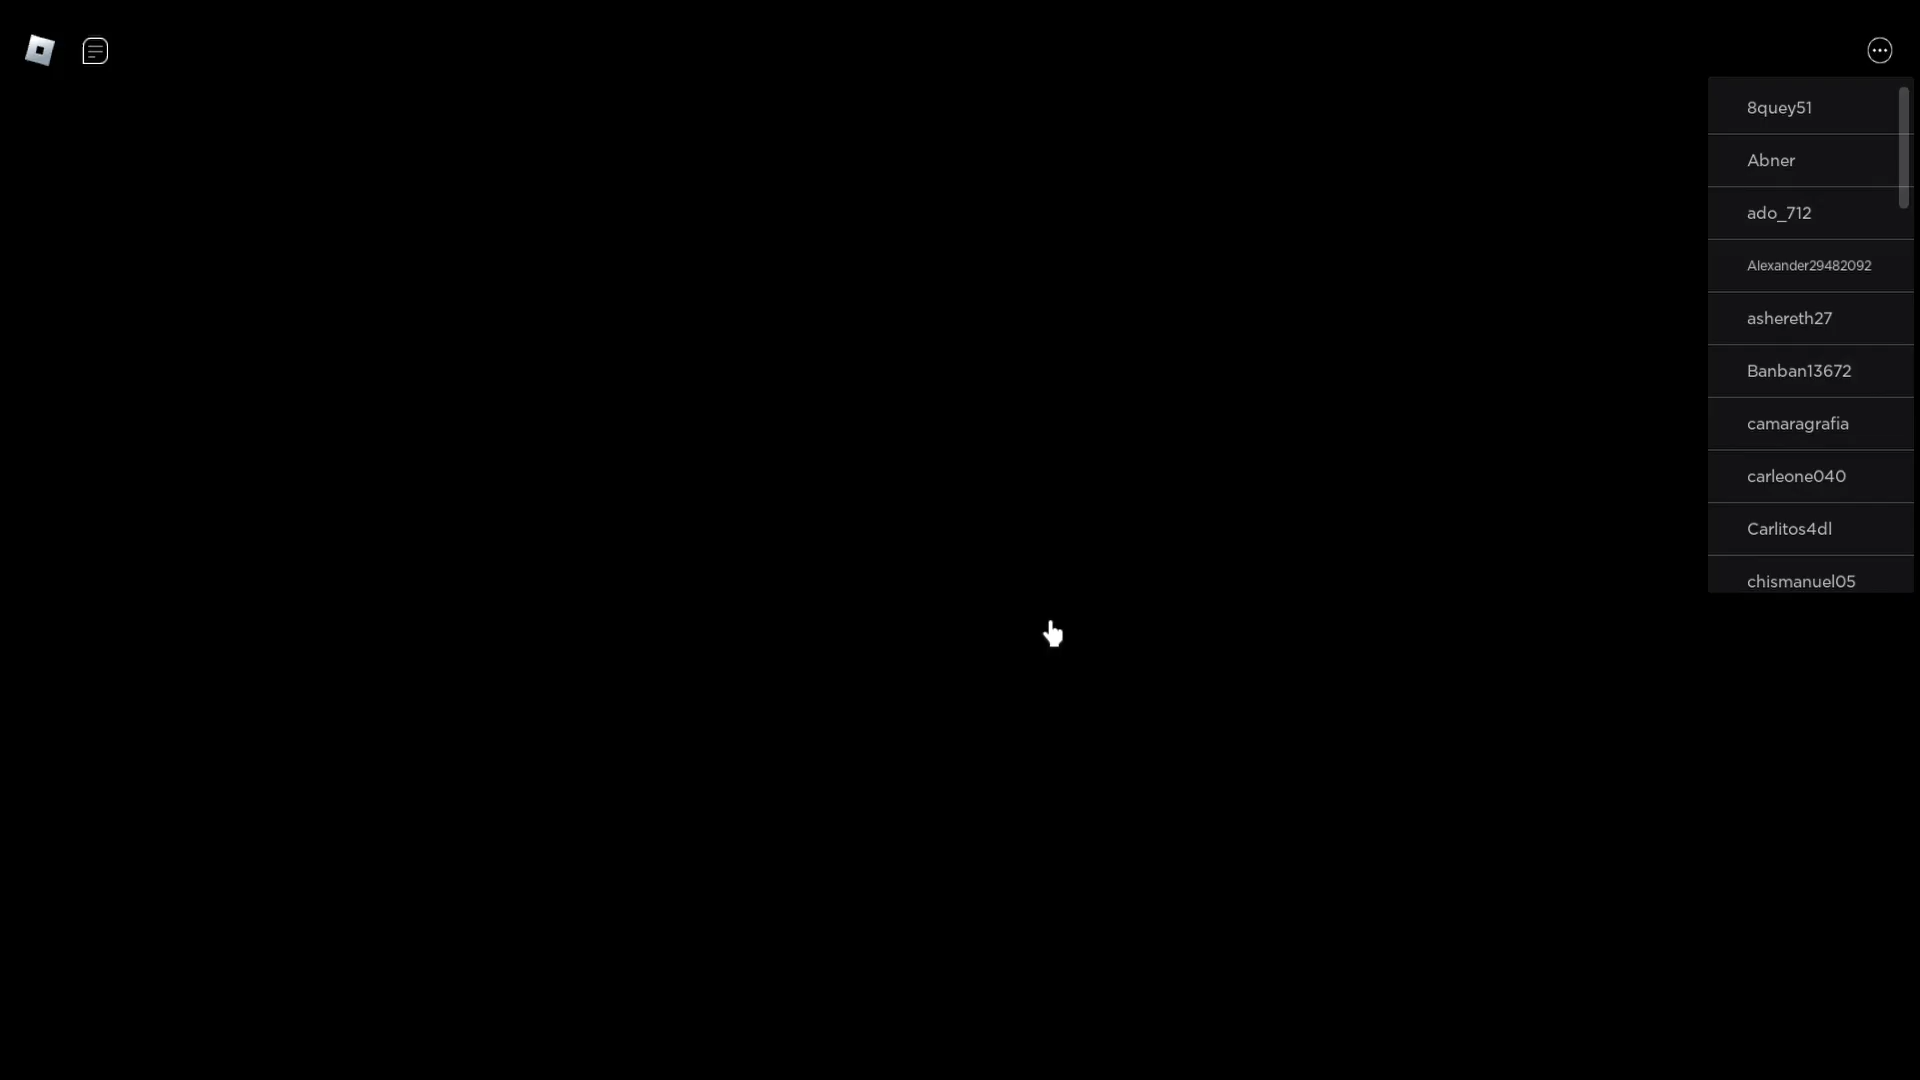 8quey51
Abner
ado_712
Alexander29482092
ashereth27
Banban13672
camaragrafia
carleone040
Carlitos4dl
chismanuel05